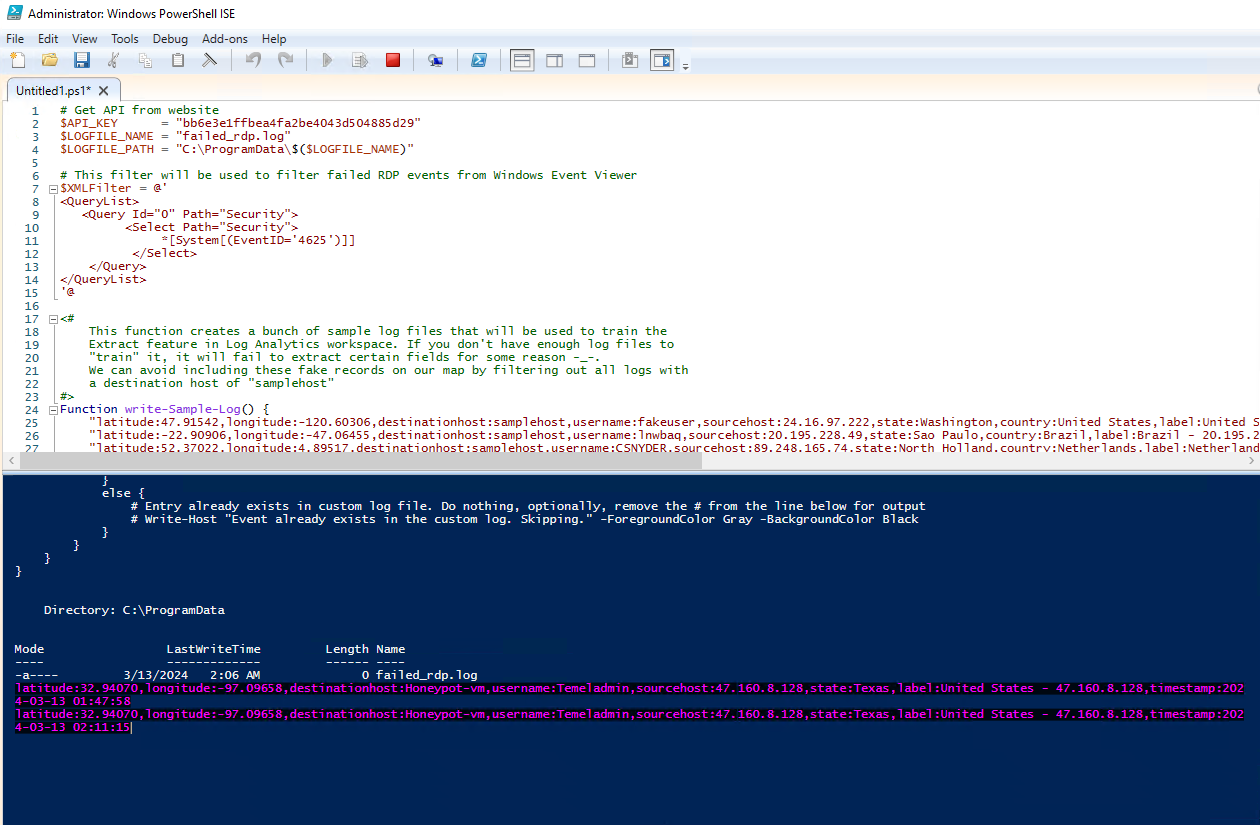 Administrator: Windows PowerShell ISE
File Edit View Tools Debug Add-ons Help
Untitled1.ps1*
1 # Get API from website
2 $API_KEY      = "bb6e3e1ffbea4fa2be4043d504885d29"
3 $LOGFILE_NAME = "failed_rdp.log"
4 $LOGFILE_PATH = "C:\ProgramData\$($LOGFILE_NAME)"
5
6 # This filter will be used to filter failed RDP events from Windows Event Viewer
7 $XMLFilter = @'
8 <QueryList>
9 <Query Id="0" Path="Security">
10 <Select Path="Security">
11 *[System[(EventID='4625')]]
12 </Select>
13 </Query>
14 </QueryList>
15 '@
16
17 <#
18 This function creates a bunch of sample log files that will be used to train the
19 Extract feature in Log Analytics workspace. If you don't have enough log files to
20 "train" it, it will fail to extract certain fields for some reason -_-.
21 We can avoid including these fake records on our map by filtering out all logs with
22 a destination host of "samplehost"
23 #>
24 Function write-Sample-Log() {
25 "latitude:47.91542,longitude:-120.60306,destinationhost:samplehost,username:fakeuser,sourcehost:24.16.97.222,state:Washington,country:United States,label:United S
26 "latitude:-22.90906,longitude:-47.06455,destinationhost:samplehost,username:lnwbaq,sourcehost:20.195.228.49,state:Sao Paulo,country:Brazil,label:Brazil - 20.195.2
27 "latitude:52.37022,longitude:4.89517,destinationhost:samplehost,username:CSNYDER,sourcehost:89.248.165.74,state:North Holland,country:Netherlands,label:Netherland
}
else {
# Entry already exists in custom log file. Do nothing, optionally, remove the # from the line below for output
# Write-Host "Event already exists in the custom log. Skipping." -ForegroundColor Gray -BackgroundColor Black
}
}
}
}
Directory: C:\ProgramData
Mode LastWriteTime Length Name
---- ------------- ------ ----
-a---- 3/13/2024 2:06 AM 0 failed_rdp.log
latitude:32.94070,longitude:-97.09658,destinationhost:Honeypot-vm,username:Temeladmin,sourcehost:47.160.8.128,state:Texas,label:United States - 47.160.8.128,timestamp:202
4-03-13 01:47:58
latitude:32.94070,longitude:-97.09658,destinationhost:Honeypot-vm,username:Temeladmin,sourcehost:47.160.8.128,state:Texas,label:United States - 47.160.8.128,timestamp:202
4-03-13 02:11:15